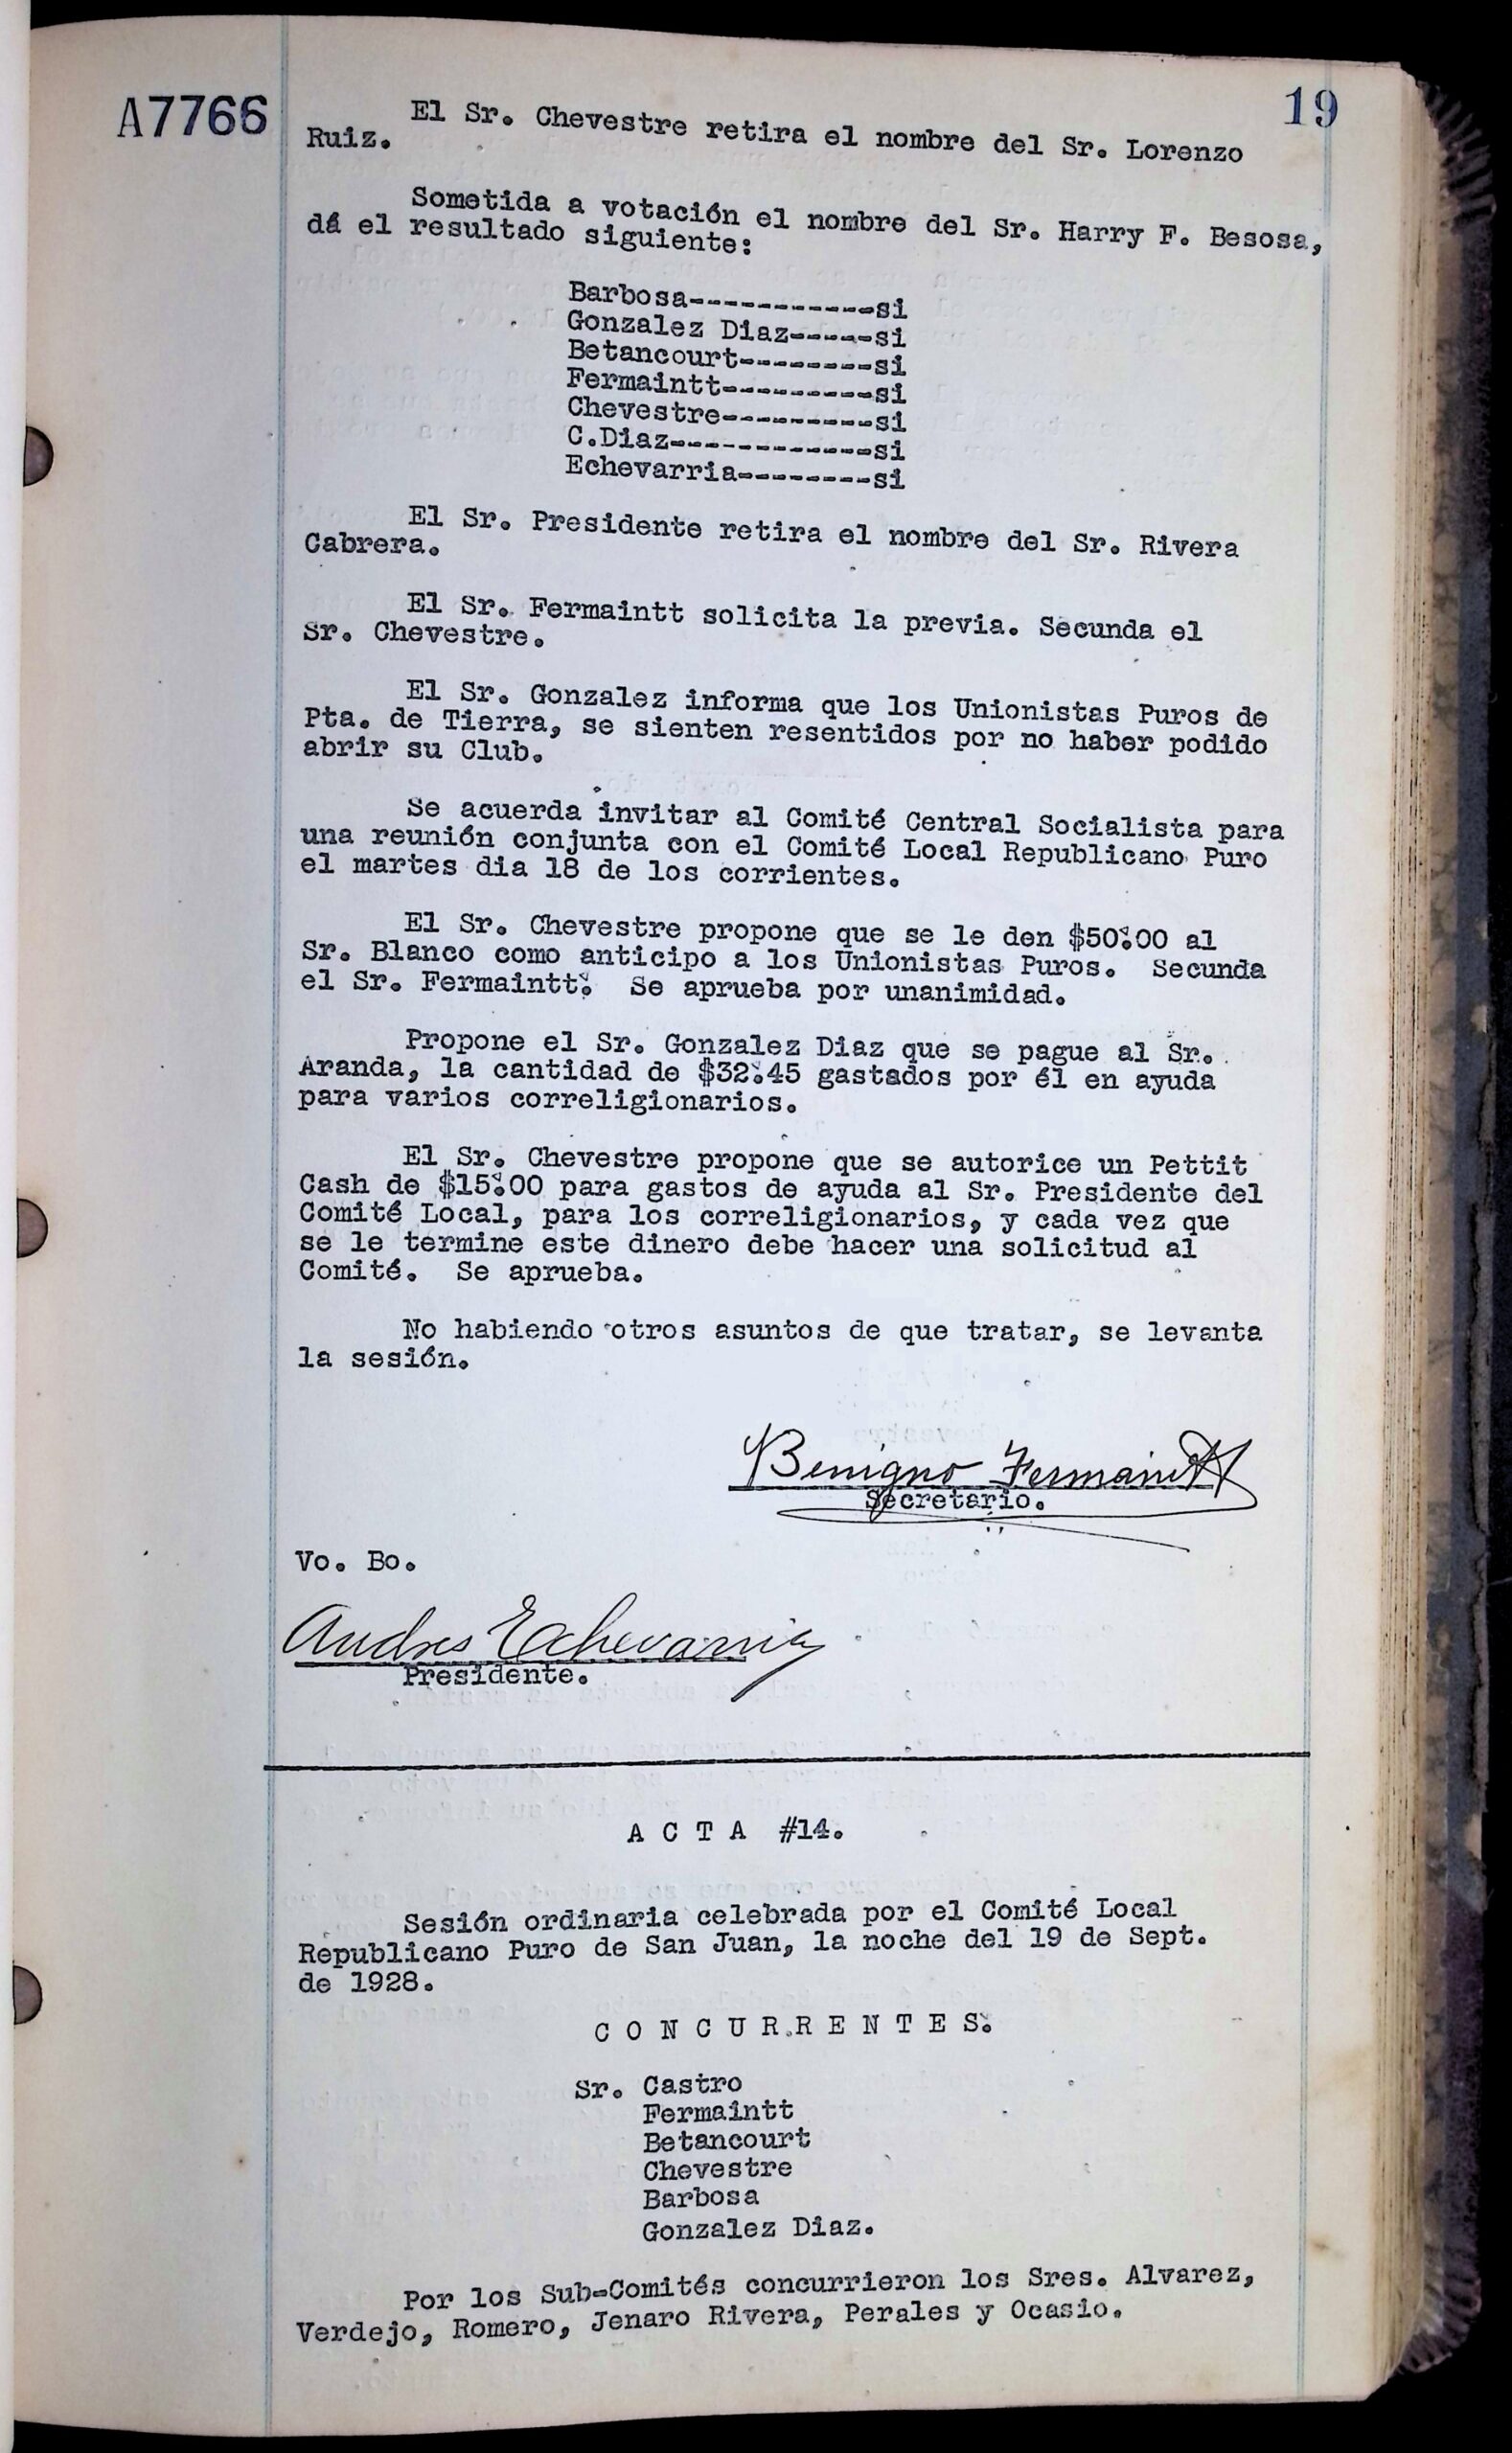 A7766
19
El Sr. Chevestre retira el nombre del Sr. Lorenzo
Ruiz.
Sometida a votación el nombre del Sr. Harry F. Besosa,
dá el resultado siguiente:
Barbosa-------------si
Gonzalez Diaz------si
Betancourt---------si
Fermaintt----------si
Chevestre----------si
C.Diaz--------------si
Echevarria---------si
El Sr. Presidente retira el nombre del Sr. Rivera
Cabrera.
El Sr. Fermaintt solicita la previa. Secunda el
Sr. Chevestre.
El Sr. Gonzalez informa que los Unionistas Puros de
Pta. de Tierra, se sienten resentidos por no haber podido
abrir su Club.
Se acuerda invitar al Comité Central Socialista para
una reunión conjunta con el Comité Local Republicano Puro
el martes dia 18 de los corrientes.
El Sr. Chevestre propone que se le den $50.00 al
Sr. Blanco como anticipo a los Unionistas Puros. Secunda
el Sr. Fermaintt. Se aprueba por unanimidad.
Propone el Sr. Gonzalez Diaz que se pague al Sr.
Aranda, la cantidad de $32.45 gastados por él en ayuda
para varios correligionarios.
El Sr. Chevestre propone que se autorice un Pettit
Cash de $15.00 para gastos de ayuda al Sr. Presidente del
Comité Local, para los correligionarios, y cada vez que
se le termine este dinero debe hacer una solicitud al
Comité. Se aprueba.
No habiendo otros asuntos de que tratar, se levanta
la sesión.
Benigno Fermaintt
Secretario.
Vo. Bo.
Andres Echevarria
Presidente.
A C T A #14.
Sesión ordinaria celebrada por el Comité Local
Republicano Puro de San Juan, la noche del 19 de Sept.
de 1928.
C O N C U R R E N T E S.
Sr. Castro
Fermaintt
Betancourt
Chevestre
Barbosa
Gonzalez Diaz.
Por los Sub-Comités concurrieron los Sres. Alvarez,
Verdejo, Romero, Jenaro Rivera, Perales y Ocasio.